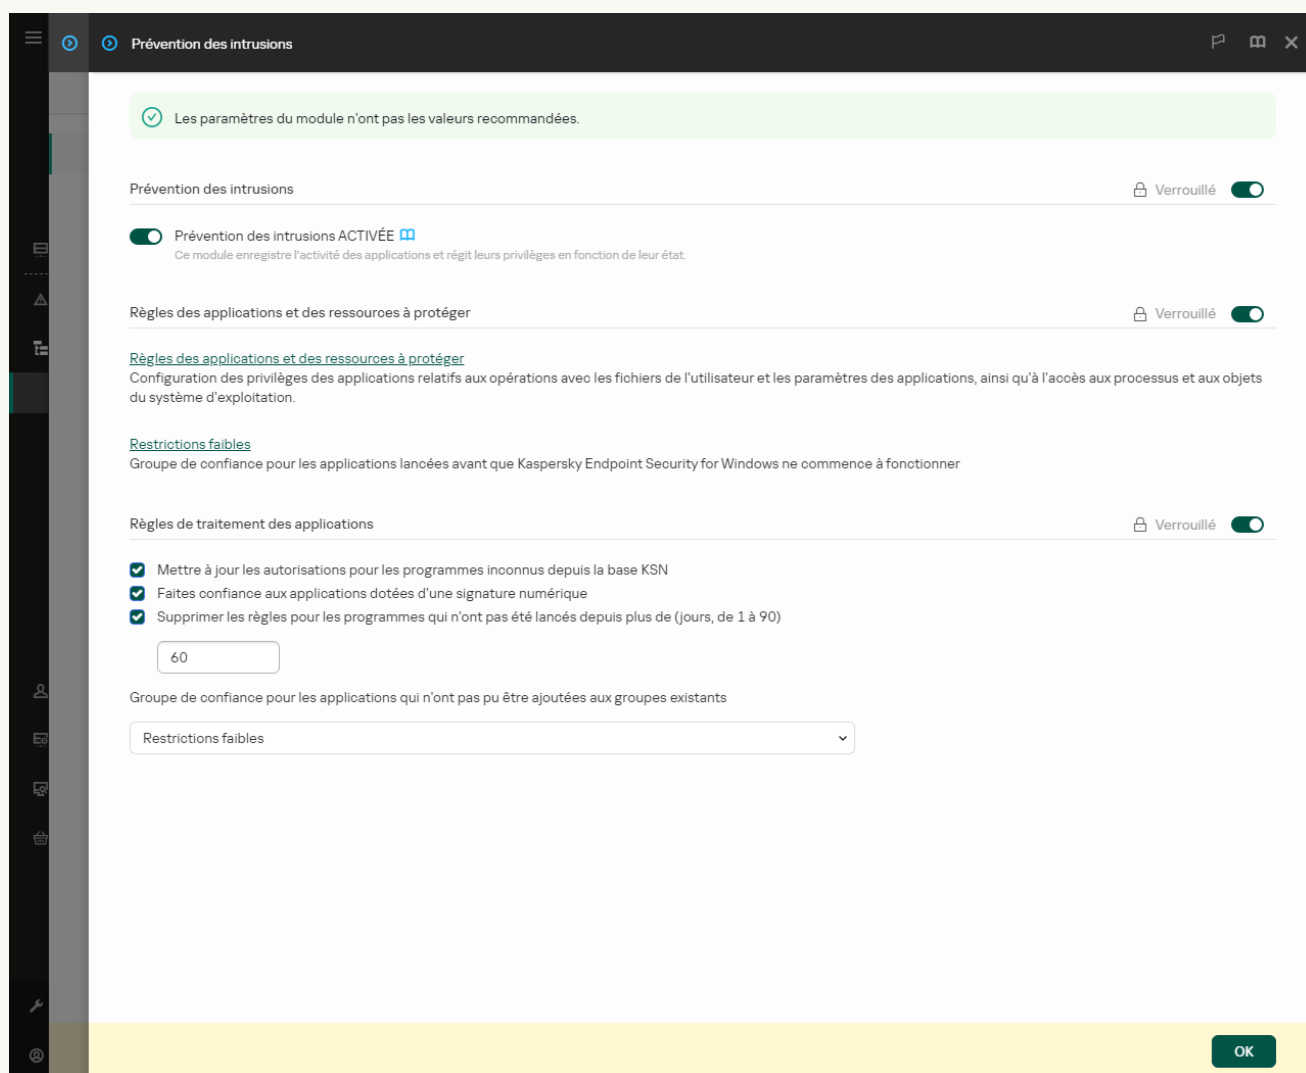 Prévention des intrusions
Les paramètres du module n'ont pas les valeurs recommandées.
Prévention des intrusions
Verrouillé
Prévention des intrusions ACTIVÉE
Ce module enregistre l'activité des applications et régit leurs privilèges en fonction de leur état.
Règles des applications et des ressources à protéger
Verrouillé
Règles des applications et des ressources à protéger
Configuration des privilèges des applications relatifs aux opérations avec les fichiers de l'utilisateur et les paramètres des applications, ainsi qu'à l'accès aux processus et aux objets
du système d'exploitation.
Restrictions faibles
Groupe de confiance pour les applications lancées avant que Kaspersky Endpoint Security for Windows ne commence à fonctionner
Règles de traitement des applications
Verrouillé
Mettre à jour les autorisations pour les programmes inconnus depuis la base KSN
Faites confiance aux applications dotées d'une signature numérique
Supprimer les règles pour les programmes qui n'ont pas été lancés depuis plus de (jours, de 1 à 90)
60
Groupe de confiance pour les applications qui n'ont pas pu être ajoutées aux groupes existants
Restrictions faibles
OK